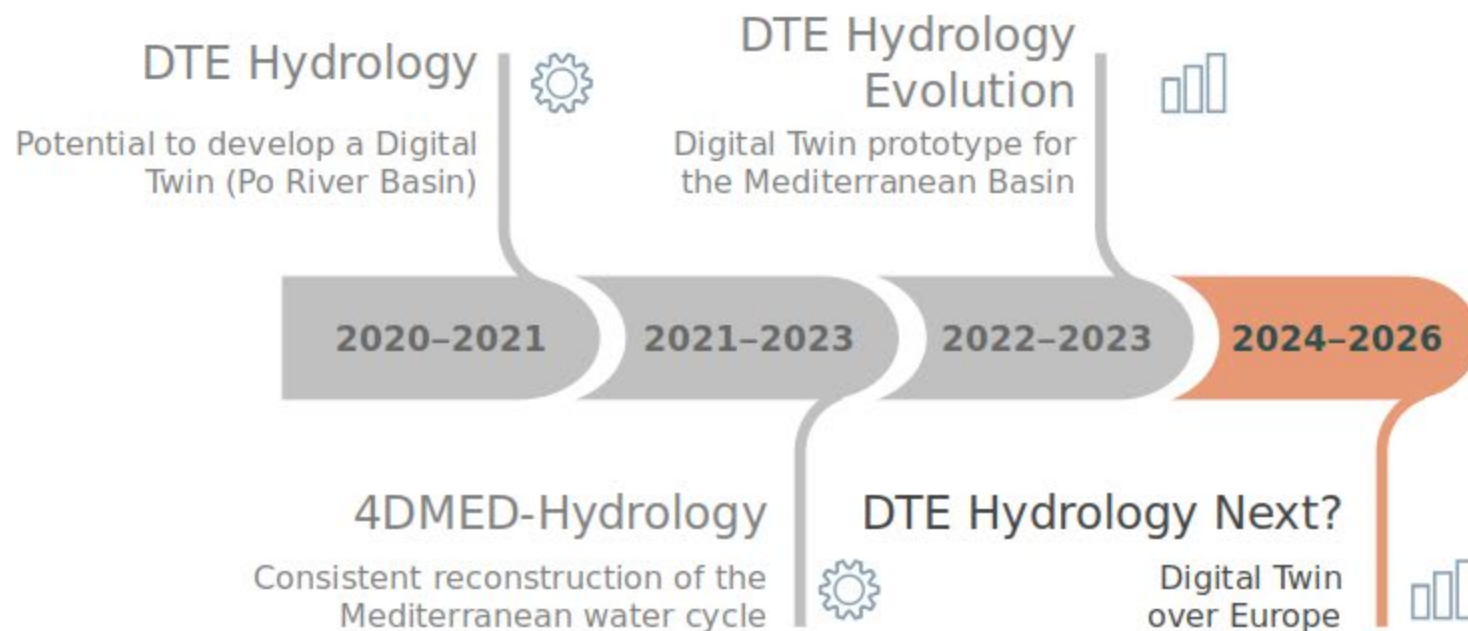 DTE Hydrology
Potential to develop a Digital
Twin (Po River Basin)
DTE Hydrology
Evolution
Digital Twin prototype for
the Mediterranean Basin
2020–2021
2021–2023
2022–2023
2024–2026
4DMED-Hydrology
Consistent reconstruction of the
Mediterranean water cycle
DTE Hydrology Next?
Digital Twin
over Europe